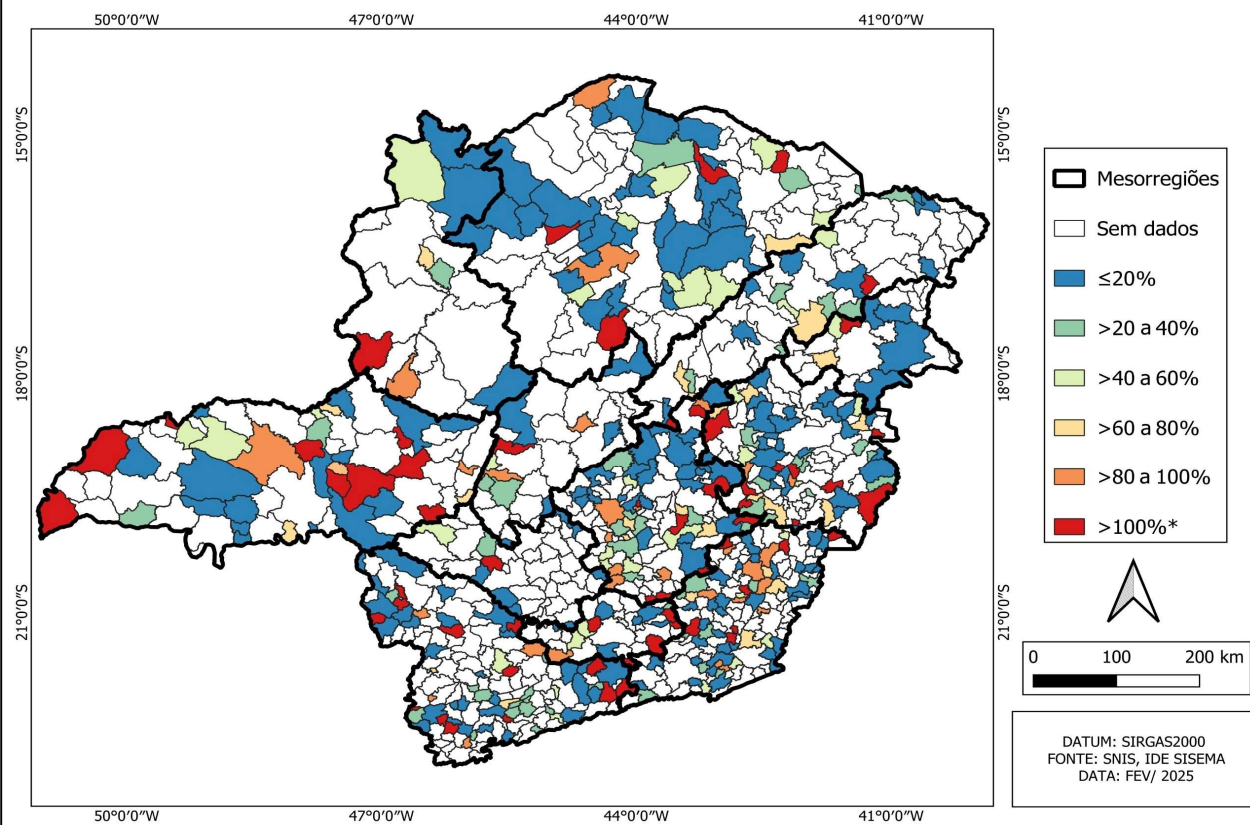 50°0′0″W 47°0′0″W 44°0′0″W 41°0′0″W
15°0′0″S
18°0′0″S
21°0′0″S
15°0′0″S
18°0′0″S
21°0′0″S
50°0′0″W 47°0′0″W 44°0′0″W 41°0′0″W
Mesorregiões
Sem dados
≤20%
>20 a 40%
>40 a 60%
>60 a 80%
>80 a 100%
>100%*
0 100 200 km
DATUM: SIRGAS2000
FONTE: SNIS, IDE SISEMA
DATA: FEV/ 2025